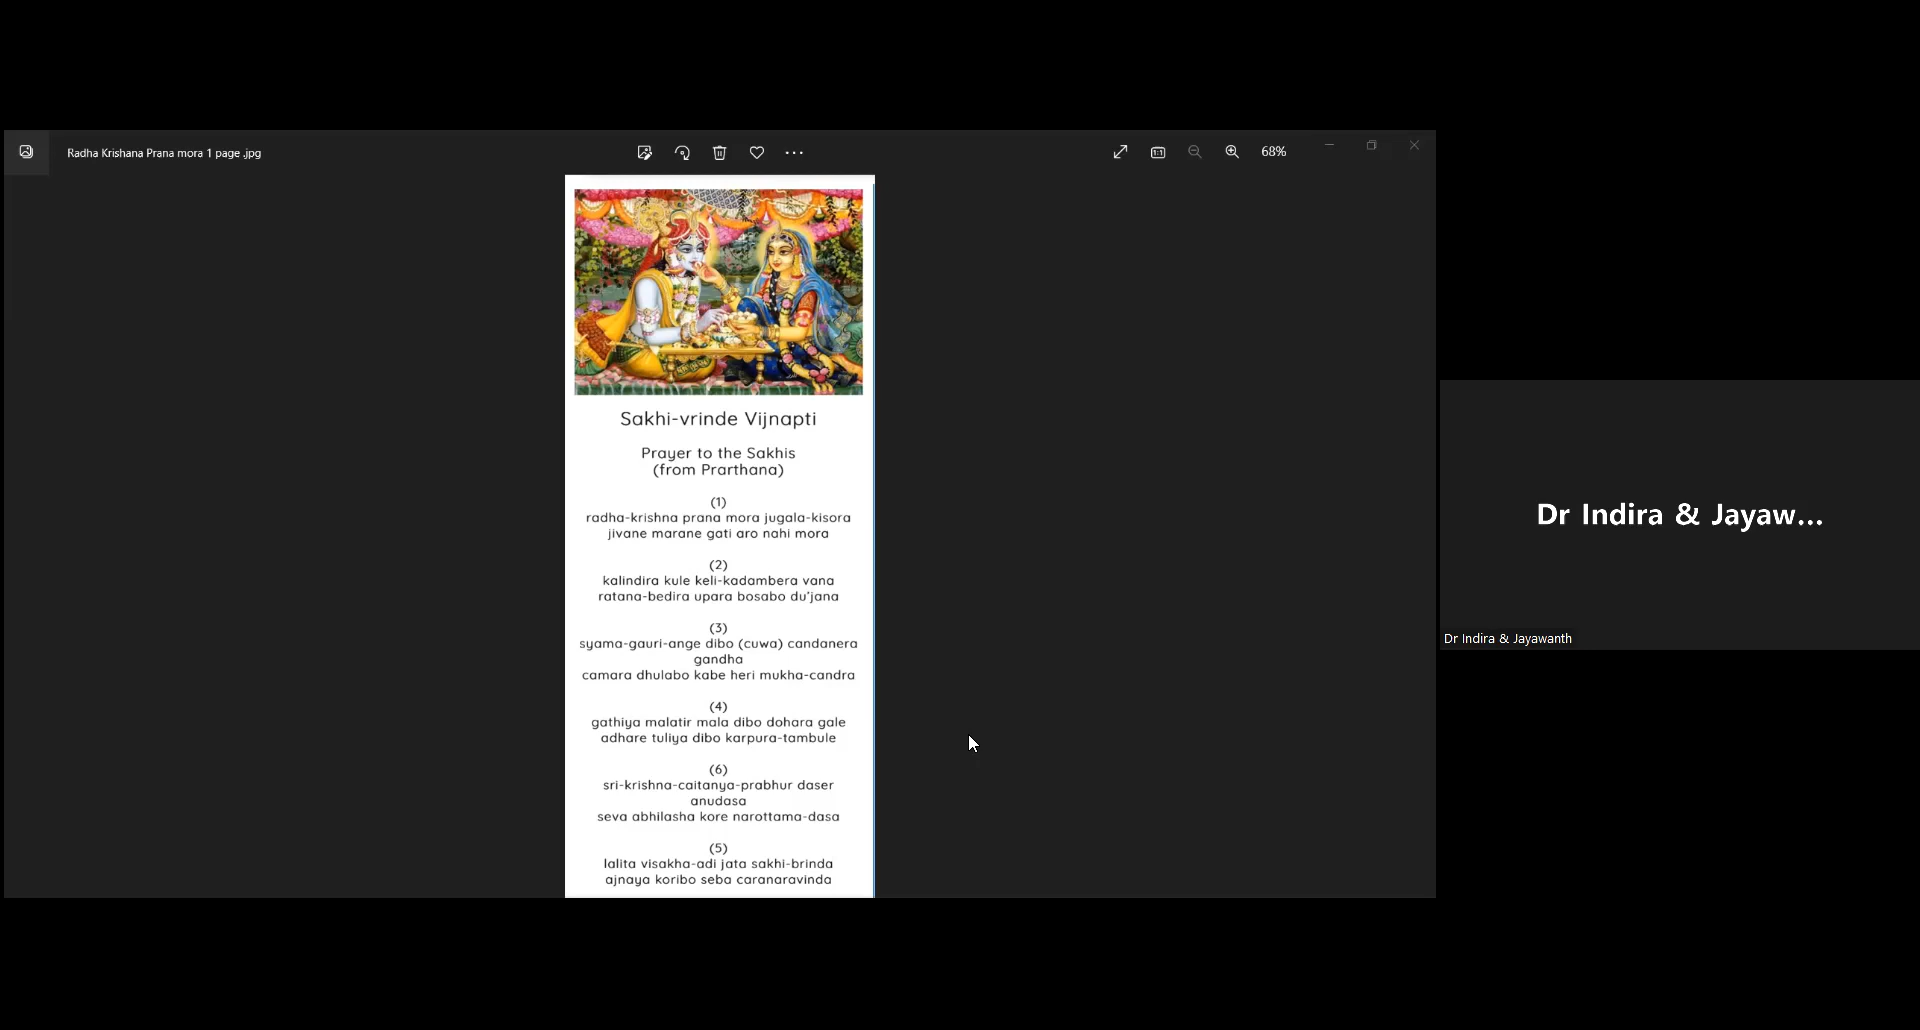 Radha Krishana Prana mora 1 page .jpg
68%
Sakhi-vrinde Vijnapti
Prayer to the Sakhis
(from Prarthana)
(1)
radha-krishna prana mora jugala-kisora
jivane marane gati aro nahi mora
(2)
kalindira kule keli-kadambera vana
ratana-bedira upara bosabo du'jana
(3)
syama-gauri-ange dibo (cuwa) candanera
gandha
camara dhulabo kabe heri mukha-candra
(4)
gathiya malatir mala dibo dohara gale
adhare tuliya dibo karpura-tambule
(6)
sri-krishna-caitanya-prabhur daser
anudasa
seva abhilasha kore narottama-dasa
(5)
lalita visakha-adi jata sakhi-brinda
ajnaya koribo seba caranaravinda
Dr Indira & Jayaw...
Dr Indira & Jayawanth